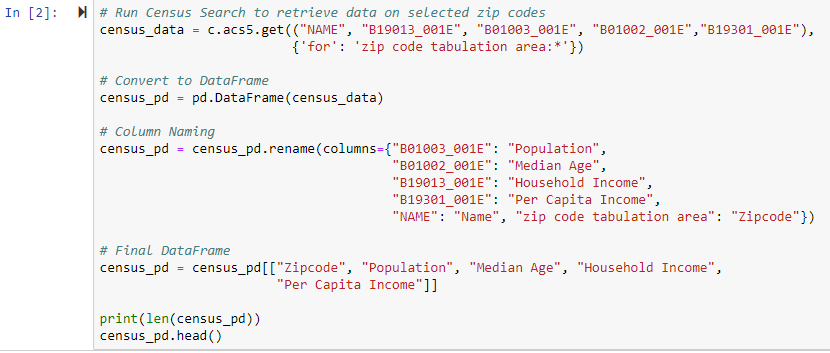 In [2]:
# Run Census Search to retrieve data on selected zip codes
census_data = c.acs5.get(("NAME", "B19013_001E", "B01003_001E", "B01002_001E","B19301_001E"),
                         {'for': 'zip code tabulation area:*'})

# Convert to DataFrame
census_pd = pd.DataFrame(census_data)

# Column Naming
census_pd = census_pd.rename(columns={"B01003_001E": "Population",
                                      "B01002_001E": "Median Age",
                                      "B19013_001E": "Household Income",
                                      "B19301_001E": "Per Capita Income",
                                      "NAME": "Name", "zip code tabulation area": "Zipcode"})

# Final DataFrame
census_pd = census_pd[["Zipcode", "Population", "Median Age", "Household Income",
                       "Per Capita Income"]]

print(len(census_pd))
census_pd.head()